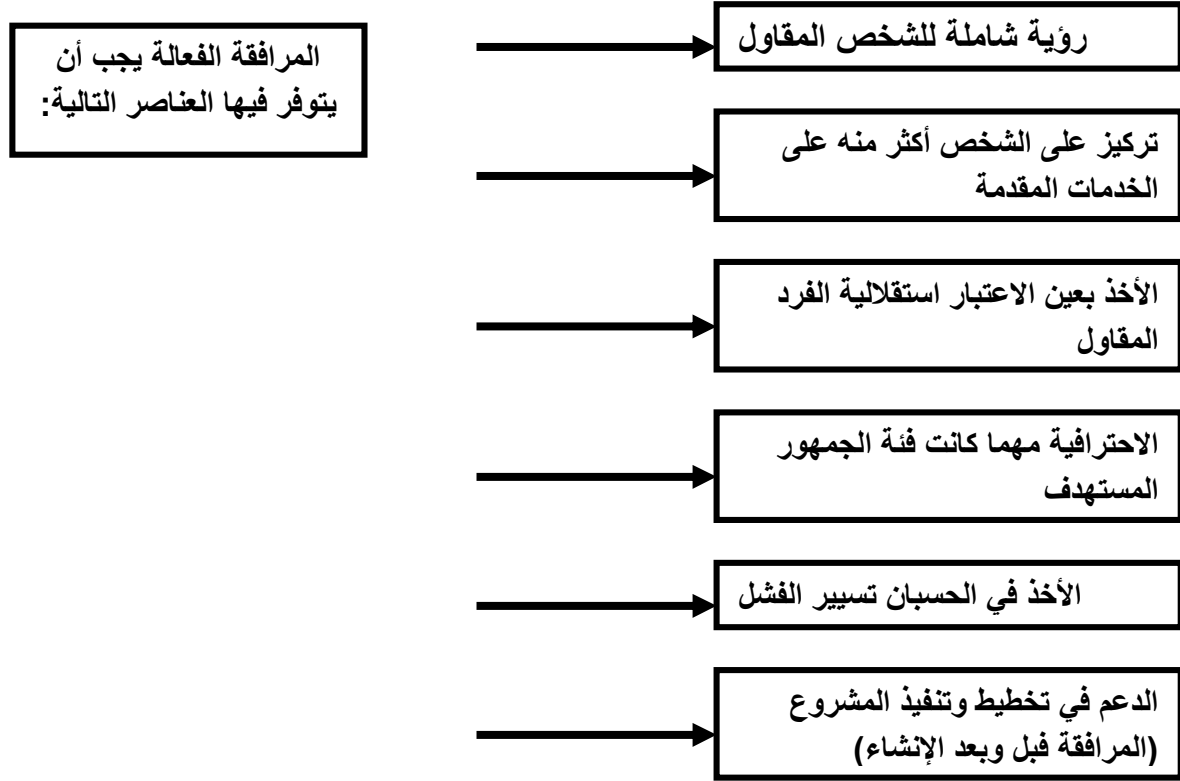 المرافقة الفعالة يجب أن
يتوفر فيها العناصر التالية:
رؤية شاملة للشخص المقاول
تركيز على الشخص أكثر منه على
الخدمات المقدمة
الأخذ بعين الاعتبار استقلالية الفرد
المقاول
الاحترافية مهما كانت فئة الجمهور
المستهدف
الأخذ في الحسبان تسيير الفشل
الدعم في تخطيط وتنفيذ المشروع
(المرافقة فبل وبعد الإنشاء)